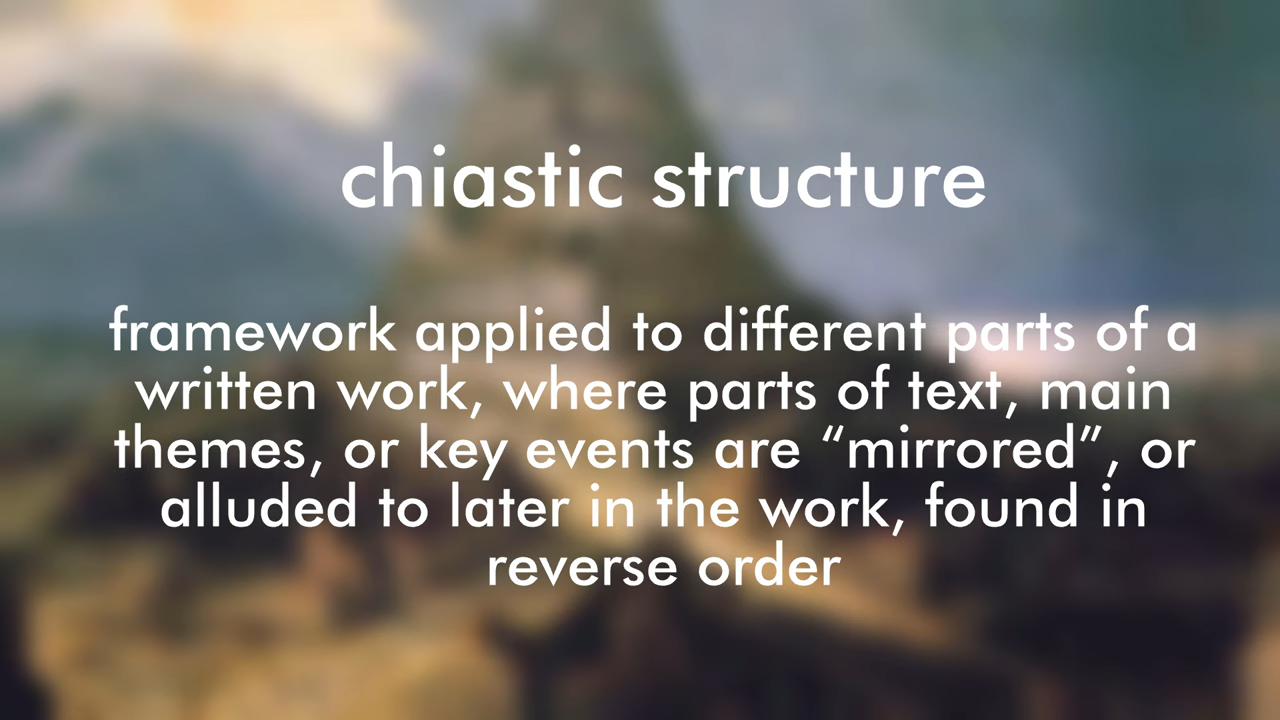 chiastic structure
framework applied to different parts of a
written work, where parts of text, main
themes, or key events are “mirrored”, or
alluded to later in the work, found in
reverse order